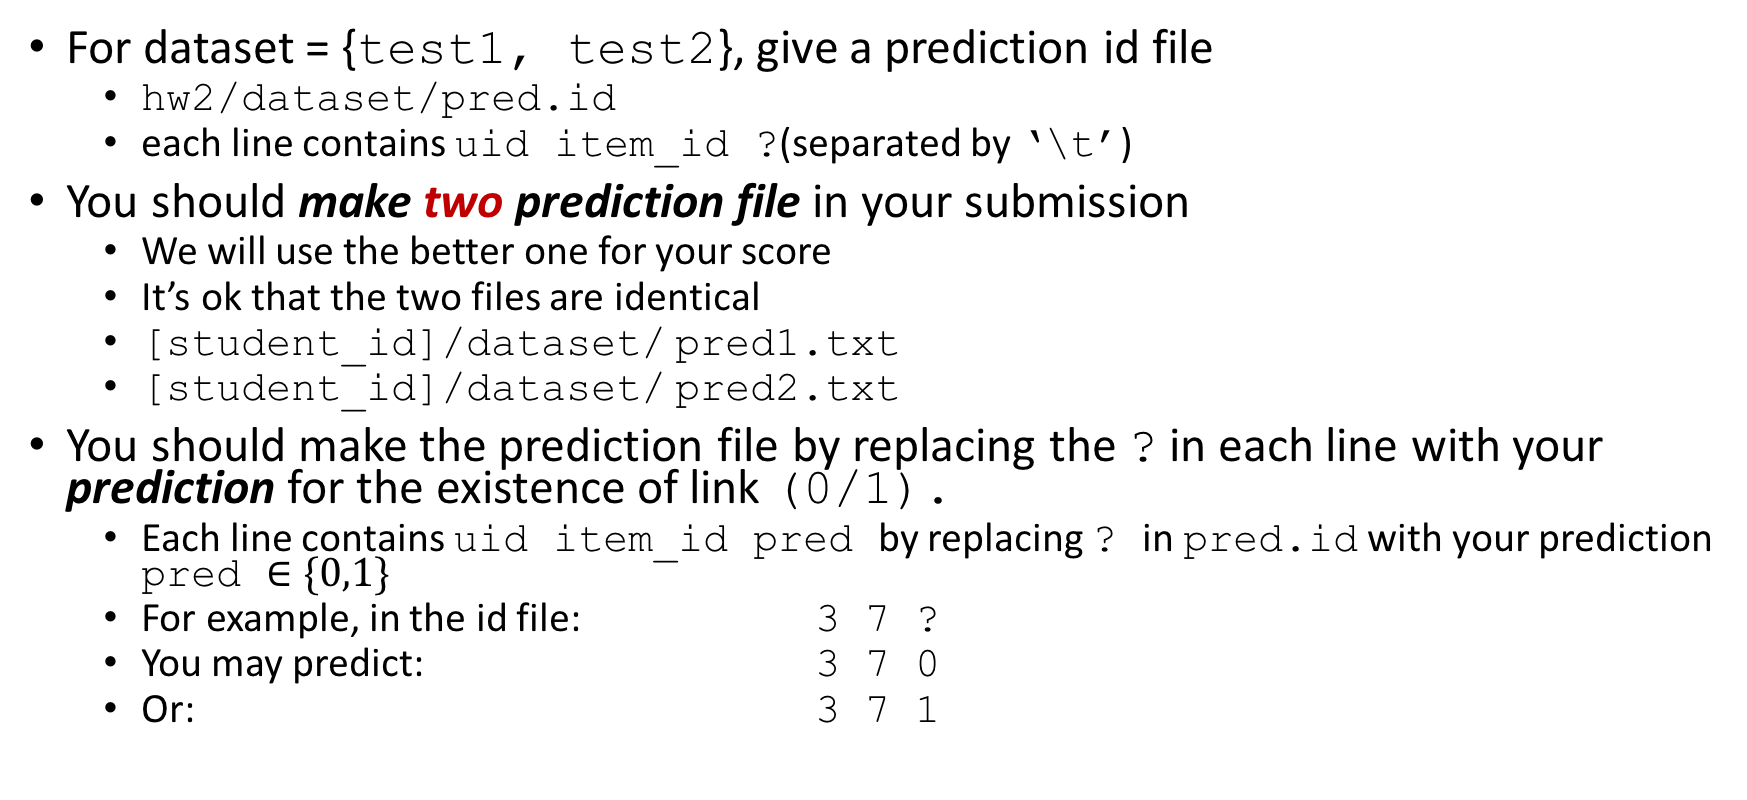 • For dataset = {test1, test2}, give a prediction id file
• hw2/dataset/pred.id
• each line contains uid item_id ?(separated by ‘\t’)
• You should make two prediction file in your submission
• We will use the better one for your score
• It’s ok that the two files are identical
• [student_id]/dataset/pred1.txt
• [student_id]/dataset/pred2.txt
• You should make the prediction file by replacing the ? in each line with your
prediction for the existence of link (0/1).
• Each line contains uid item_id pred by replacing ? in pred.id with your prediction
pred ∈ {0,1}
• For example, in the id file: 3 7 ?
• You may predict: 3 7 0
• Or: 3 7 1